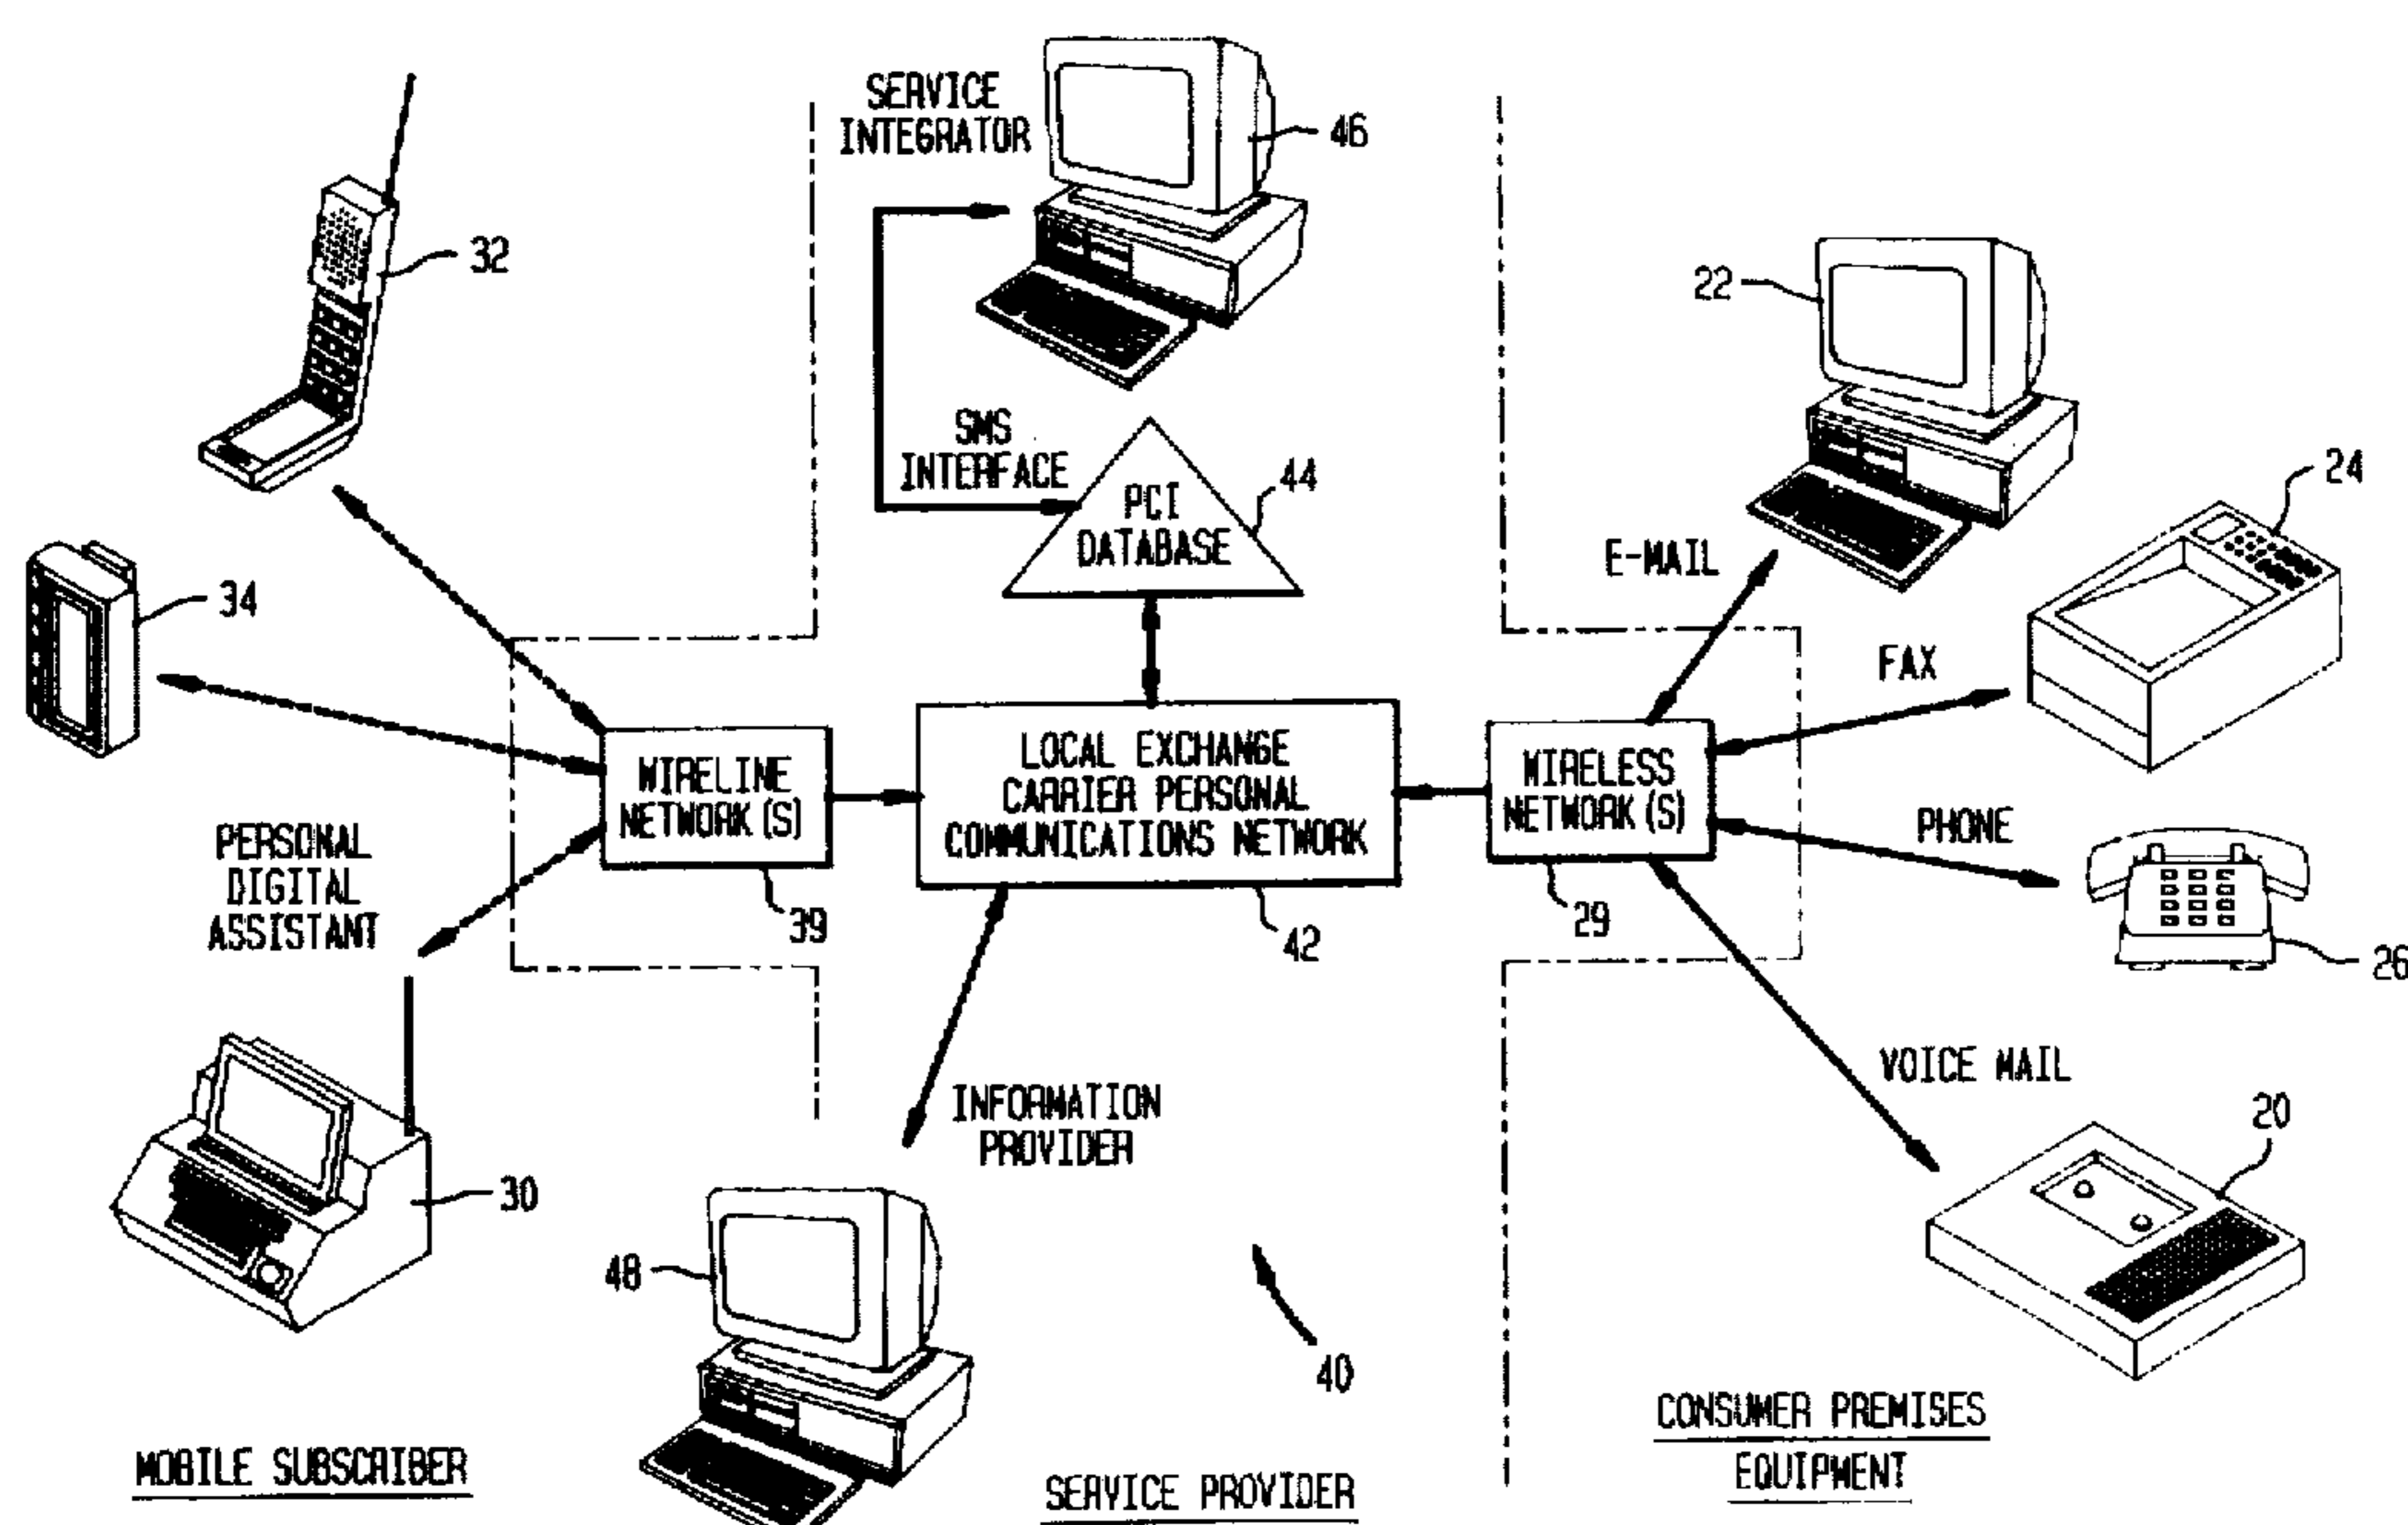 SERVICE
INTEGRATOR
46
32
22
24
SMS
INTERFACE
PCI
DATABASE
44
E-MAIL
34
FAX
WIRELINE
NETWORK(S)
LOCAL EXCHANGE
CARRIER PERSONAL
COMMUNICATIONS NETWORK
WIRELESS
NETWORK(S)
PHONE
PERSONAL
DIGITAL
ASSISTANT
39
42
29
26
VOICE MAIL
INFORMATION
PROVIDER
20
30
48
40
CONSUMER PREMISES
EQUIPMENT
MOBILE SUBSCRIBER
SERVICE PROVIDER